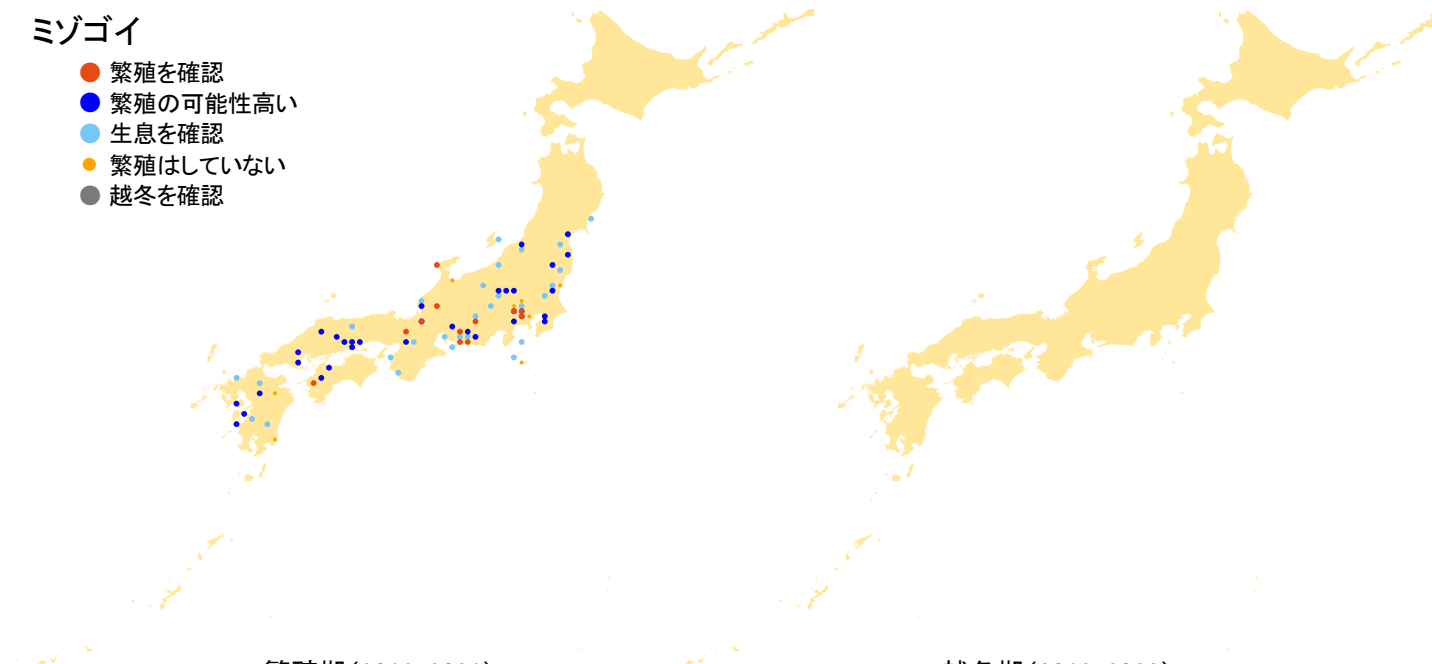 ミゾゴイ
繁殖を確認
繁殖の可能性高い
生息を確認
繁殖はしていない
越冬を確認